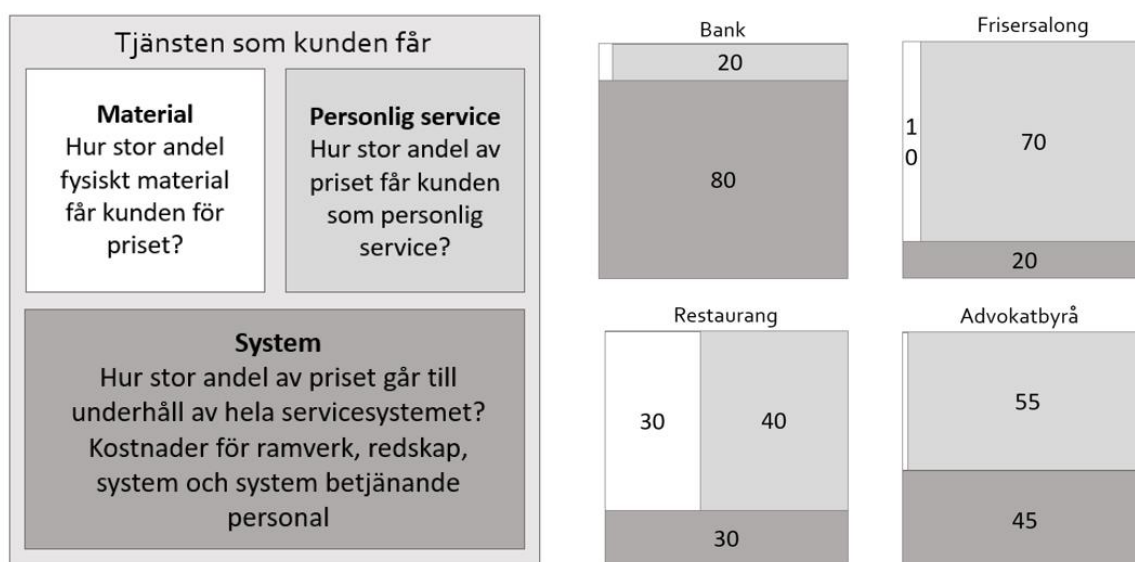 Tjänsten som kunden får
Material
Hur stor andel
fysiskt material
får kunden för
priset?
Personlig service
Hur stor andel av
priset får kunden
som personlig
service?
System
Hur stor andel av priset går till
underhåll av hela servicesystemet?
Kostnader för ramverk, redskap,
system och system betjänande
personal
Bank
20
80
Frisersalong
1
0
70
20
Restaurang
30
40
30
Advokatbyrå
55
45